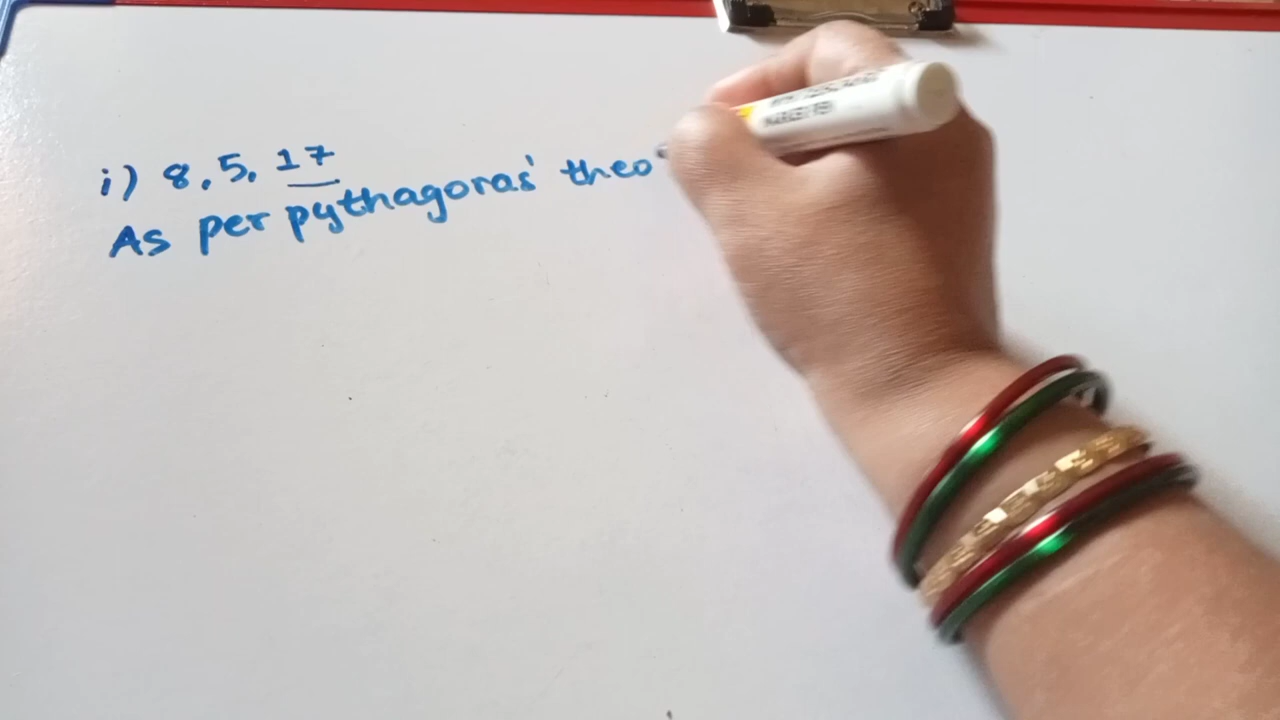 i) 8, 5, 17
As per pythagoras' theo